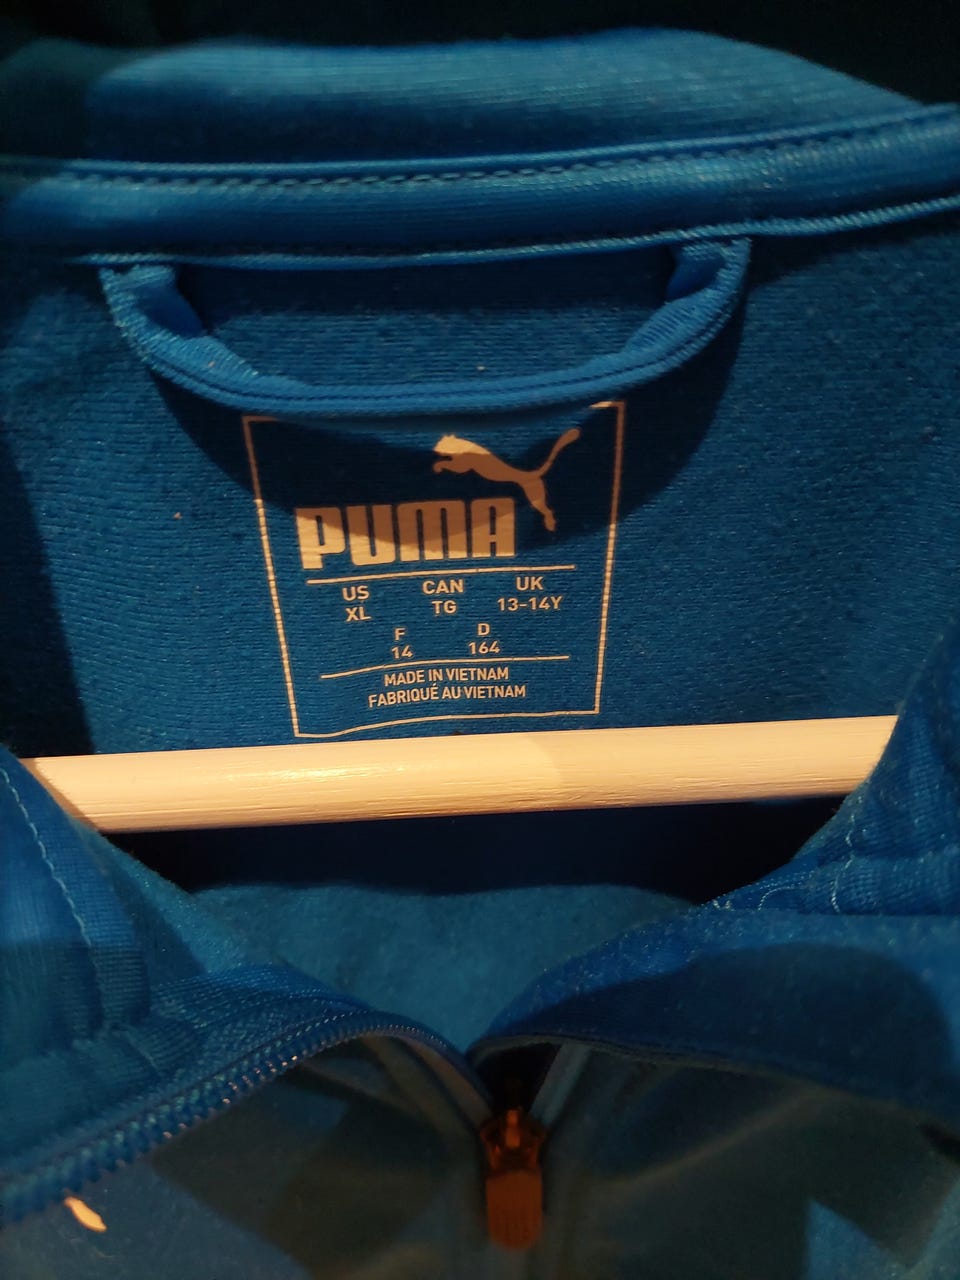 PUMA
US CAN UK
XL TG 13-14Y
F D
14 164
MADE IN VIETNAM
FABRIQUÉ AU VIETNAM